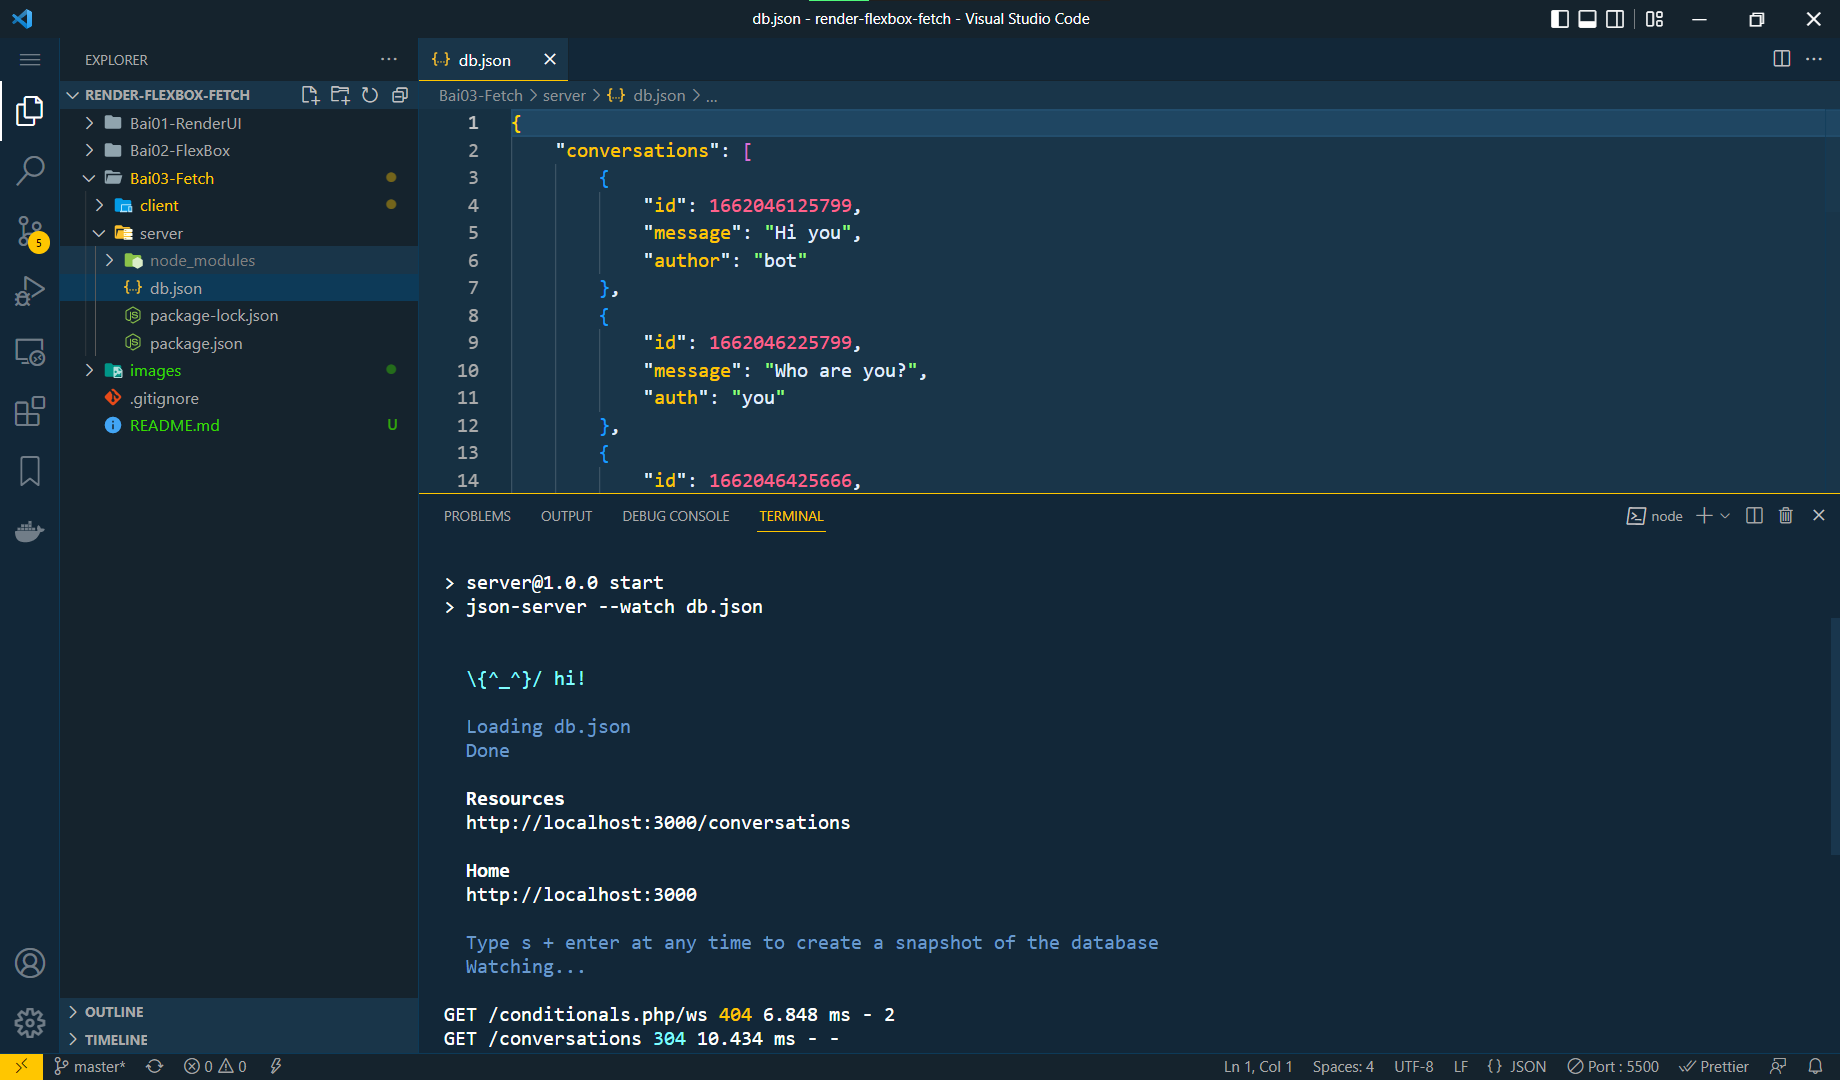 db.json - render-flexbox-fetch - Visual Studio Code
EXPLORER
RENDER-FLEXBOX-FETCH
Bai01-RenderUI
Bai02-FlexBox
Bai03-Fetch
client
server
node_modules
db.json
package-lock.json
package.json
images
.gitignore
README.md U
5
OUTLINE
TIMELINE
db.json
Bai03-Fetch > server > {..} db.json > ...
1 {
2 "conversations": [
3 {
4 "id": 1662046125799,
5 "message": "Hi you",
6 "author": "bot"
7 },
8 {
9 "id": 1662046225799,
10 "message": "Who are you?",
11 "auth": "you"
12 },
13 {
14 "id": 1662046425666,
PROBLEMS OUTPUT DEBUG CONSOLE TERMINAL node
> server@1.0.0 start
> json-server --watch db.json
\{^_^}/ hi!
Loading db.json
Done
Resources
http://localhost:3000/conversations
Home
http://localhost:3000
Type s + enter at any time to create a snapshot of the database
Watching...
GET /conditionals.php/ws 404 6.848 ms - 2
GET /conversations 304 10.434 ms - -
master* 0 0 Ln 1, Col 1 Spaces: 4 UTF-8 LF {} JSON Port : 5500 Prettier